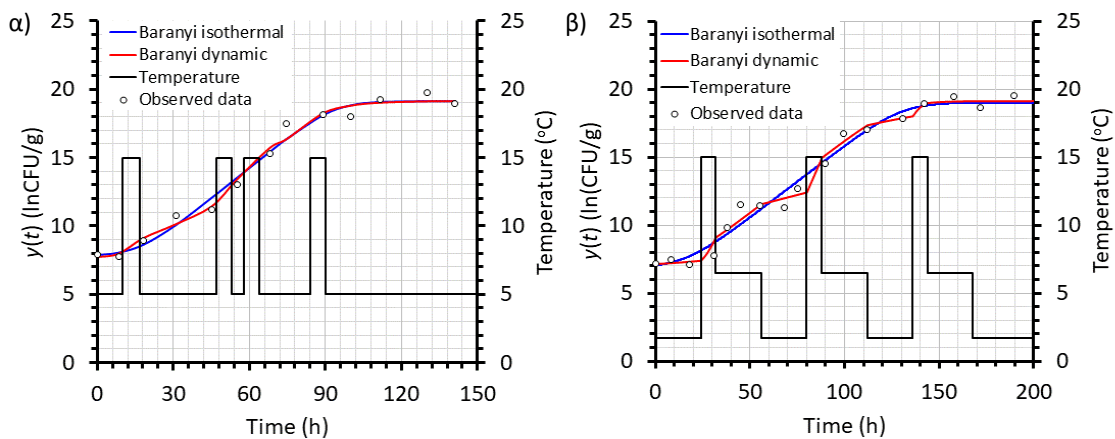 α)
y(t) (lnCFU/g)
25
20
15
10
5
0
Baranyi isothermal
Baranyi dynamic
Temperature
Observed data
25
20
15
10
5
0
Temperature (°C)
0 30 60 90 120 150
Time (h)
β)
y(t) (ln(CFU/g)
25
20
15
10
5
0
Baranyi isothermal
Baranyi dynamic
Temperature
Observed data
25
20
15
10
5
0
Temperature (°C)
0 50 100 150 200
Time (h)